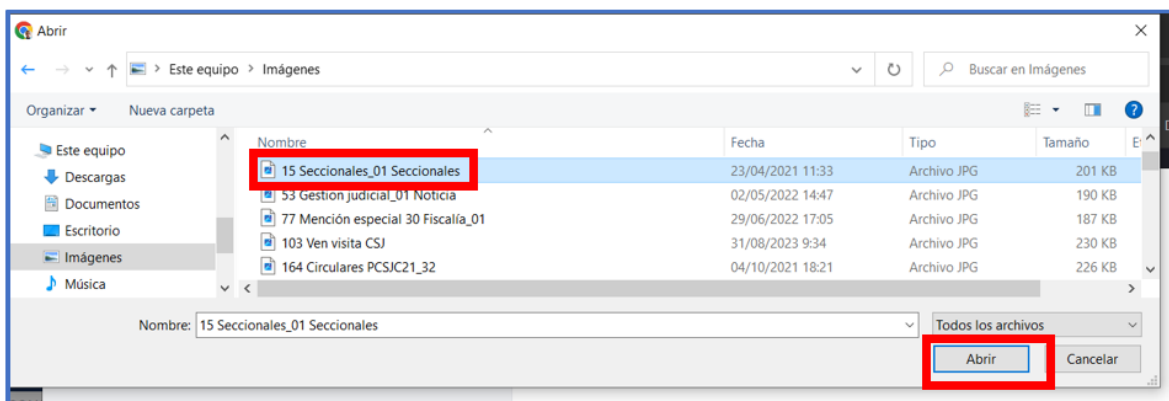 Abrir
Este equipo > Imágenes
Buscar en Imágenes
Organizar
Nueva carpeta
Nombre Fecha Tipo Tamaño
Este equipo
Descargas
Documentos
Escritorio
Imágenes
Música
15 Seccionales_01 Seccionales 23/04/2021 11:33 Archivo JPG 201 KB
53 Gestion judicial_01 Noticia 02/05/2022 14:47 Archivo JPG 190 KB
77 Mención especial 30 Fiscalía_01 29/06/2022 17:05 Archivo JPG 187 KB
103 Ven visita CSJ 31/08/2023 9:34 Archivo JPG 230 KB
164 Circulares PCSJC21_32 04/10/2021 18:21 Archivo JPG 226 KB
Nombre: 15 Seccionales_01 Seccionales
Todos los archivos
Abrir Cancelar